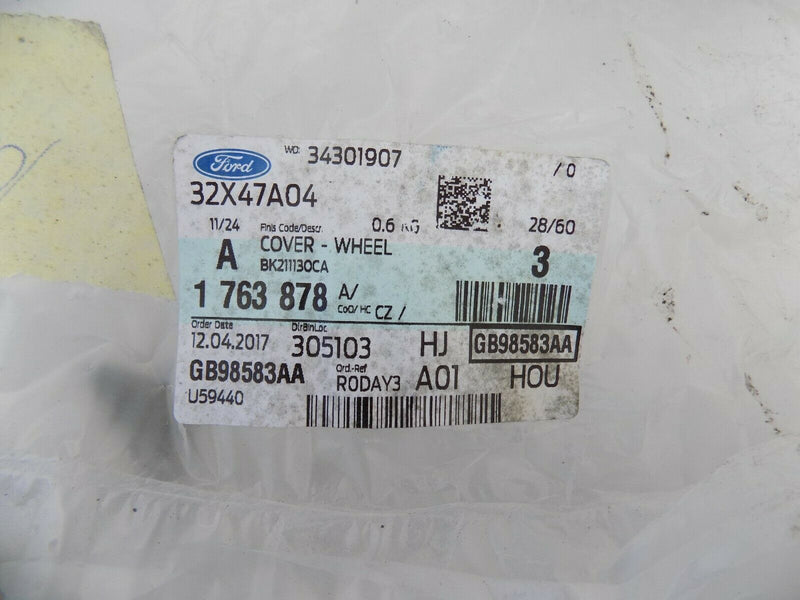 Ford
WO: 34301907
/ 0
32X47A04
11/24 Finis Code/Descr. 0.6 KG 28/60
A COVER - WHEEL 3
BK211130CA
1 763 878 A/
CoO/ HC CZ /
Order Date DlrBinLoc
12.04.2017 305103 HJ GB98583AA
GB98583AA Ord.-Ref RODAY3 A01 HOU
U59440